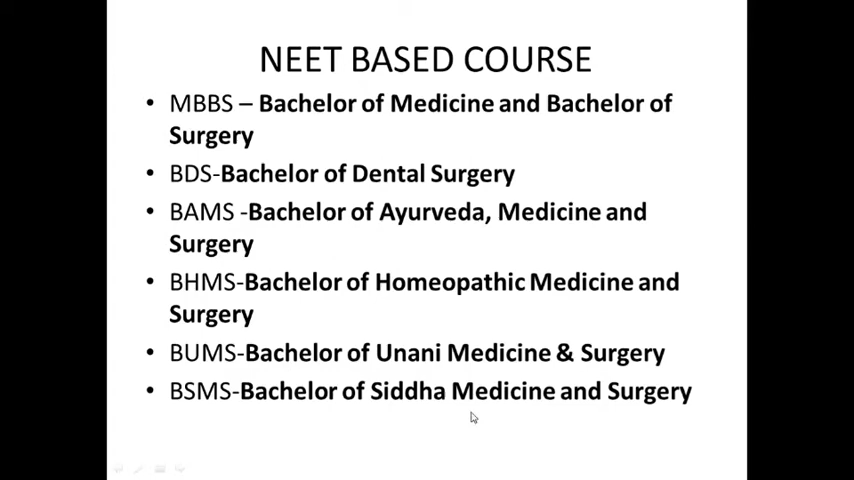 NEET BASED COURSE
• MBBS – Bachelor of Medicine and Bachelor of
Surgery
• BDS-Bachelor of Dental Surgery
• BAMS -Bachelor of Ayurveda, Medicine and
Surgery
• BHMS-Bachelor of Homeopathic Medicine and
Surgery
• BUMS-Bachelor of Unani Medicine & Surgery
• BSMS-Bachelor of Siddha Medicine and Surgery